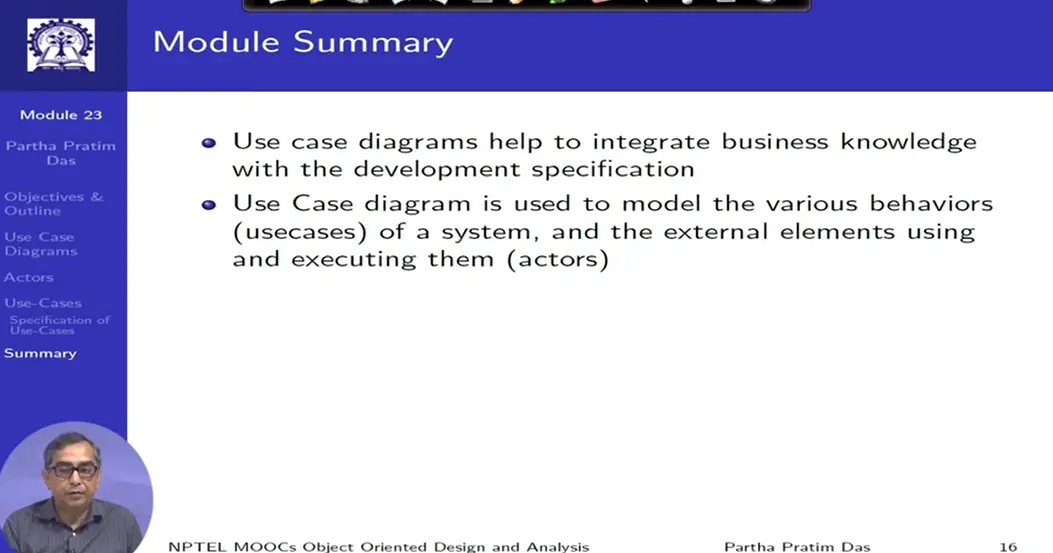 Module Summary
Module 23
Partha Pratim
Das
Objectives &
Outline
Use Case
Diagrams
Actors
Use-Cases
Specification of
Use-Cases
Summary
Use case diagrams help to integrate business knowledge
with the development specification
Use Case diagram is used to model the various behaviors
(usecases) of a system, and the external elements using
and executing them (actors)
NPTEL MOOCs Object Oriented Design and Analysis
Partha Pratim Das
16